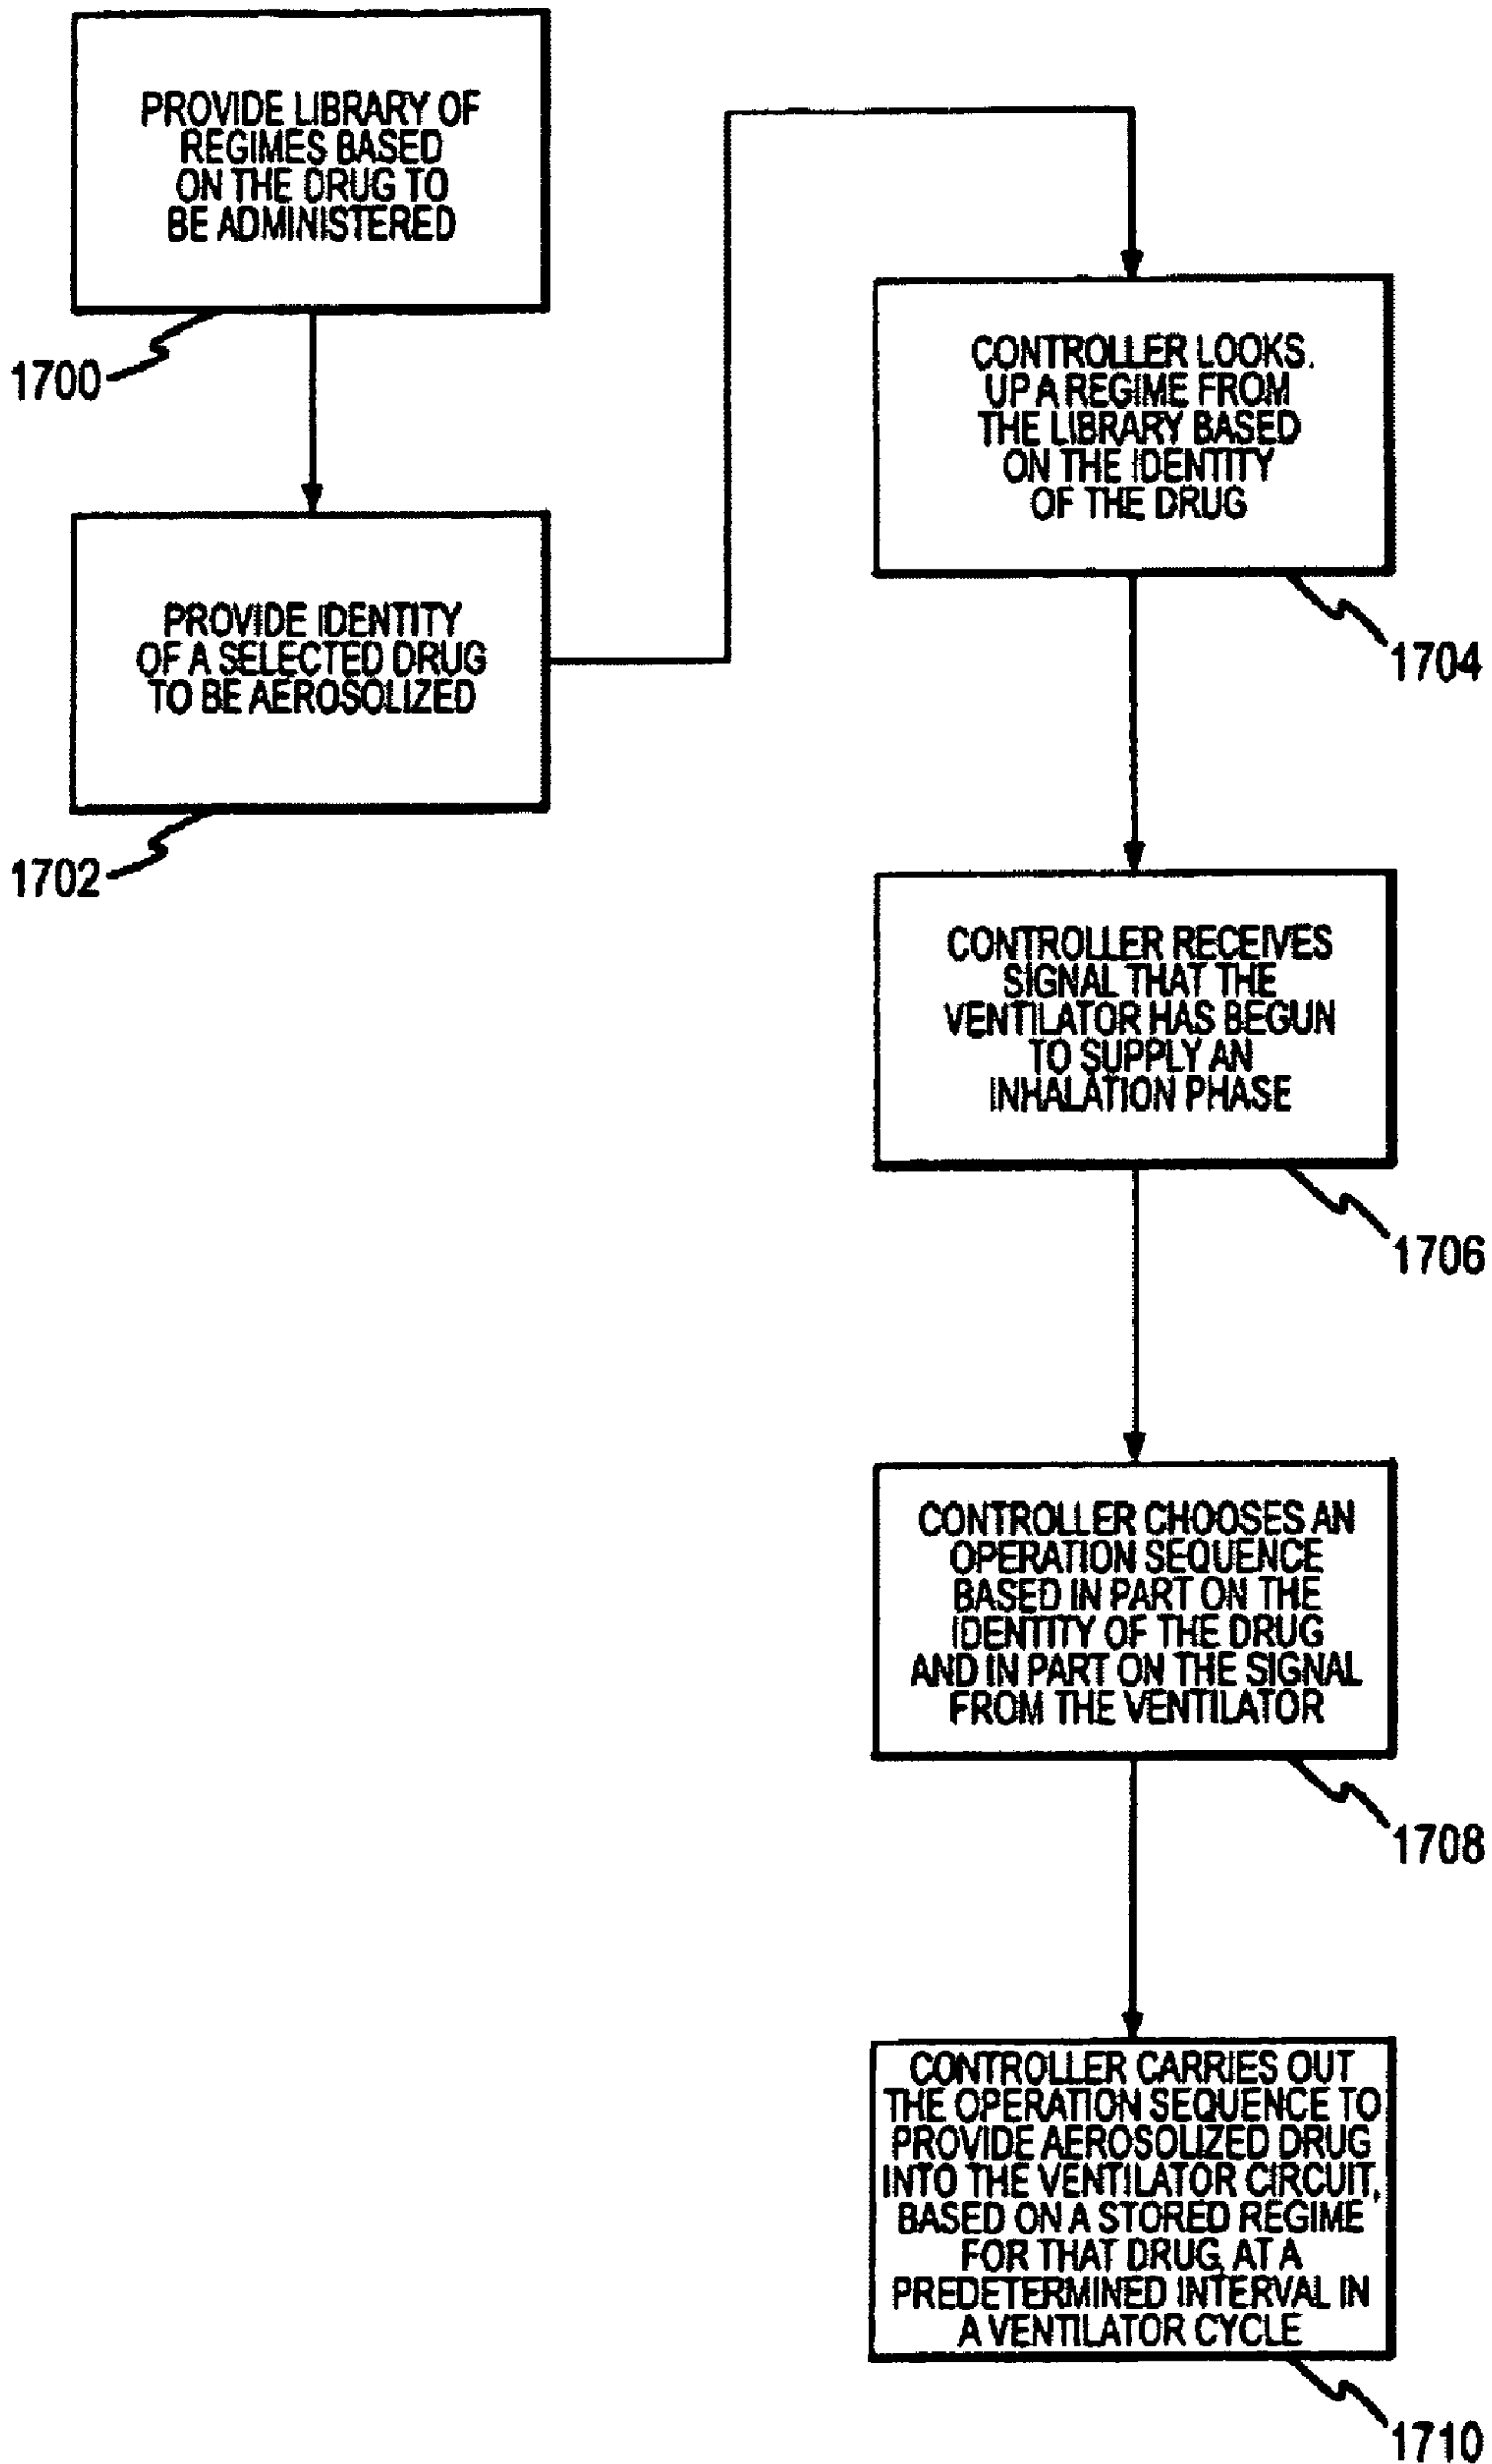 PROVIDE LIBRARY OF
REGIMES BASED
ON THE DRUG TO
BE ADMINISTERED
1700
PROVIDE IDENTITY
OF A SELECTED DRUG
TO BE AEROSOLIZED
1702
CONTROLLER LOOKS.
UP A REGIME FROM
THE LIBRARY BASED
ON THE IDENTITY
OF THE DRUG
1704
CONTROLLER RECEIVES
SIGNAL THAT THE
VENTILATOR HAS BEGUN
TO SUPPLY AN
INHALATION PHASE
1706
CONTROLLER CHOOSES AN
OPERATION SEQUENCE
BASED IN PART ON THE
IDENTITY OF THE DRUG
AND IN PART ON THE SIGNAL
FROM THE VENTILATOR
1708
CONTROLLER CARRIES OUT
THE OPERATION SEQUENCE TO
PROVIDE AEROSOLIZED DRUG
INTO THE VENTILATOR CIRCUIT,
BASED ON A STORED REGIME
FOR THAT DRUG, AT A
PREDETERMINED INTERVAL IN
A VENTILATOR CYCLE
1710